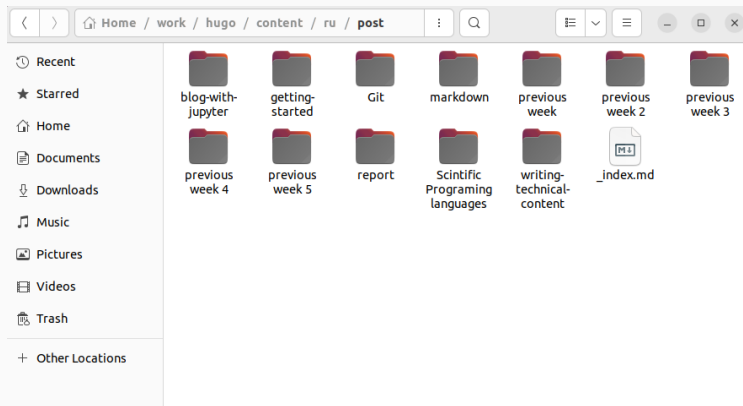 Home / work / hugo / content / ru / post
Recent
Starred
Home
Documents
Downloads
Music
Pictures
Videos
Trash
+ Other Locations
blog-with-
jupyter
getting-
started
Git
markdown
previous
week
previous
week 2
previous
week 3
previous
week 4
previous
week 5
report
Scintific
Programing
languages
writing-
technical-
content
M↓
_index.md